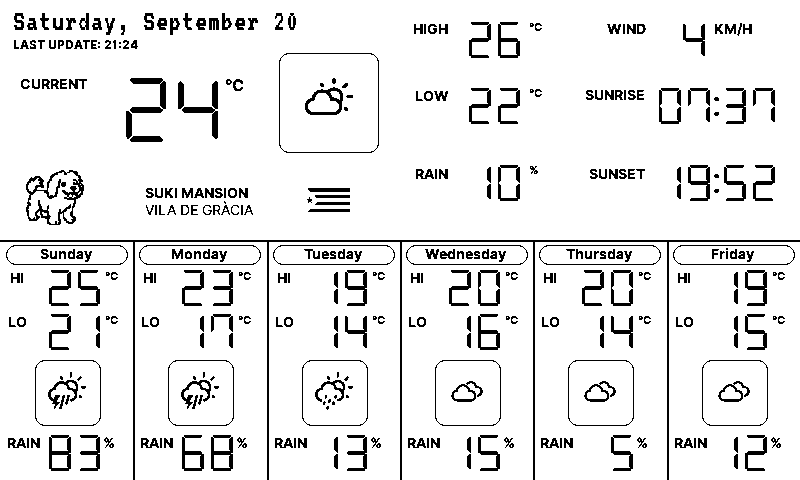 Saturday, September 20
LAST UPDATE: 21:24
CURRENT 24 °C
HIGH 26 °C
LOW 22 °C
RAIN 10 %
WIND 4 KM/H
SUNRISE 07:37
SUNSET 19:52
SUKI MANSION
VILA DE GRÀCIA
Sunday
HI 25 °C
LO 21 °C
RAIN 83 %
Monday
HI 23 °C
LO 17 °C
RAIN 68 %
Tuesday
HI 19 °C
LO 14 °C
RAIN 13 %
Wednesday
HI 20 °C
LO 16 °C
RAIN 15 %
Thursday
HI 20 °C
LO 14 °C
RAIN 5 %
Friday
HI 19 °C
LO 15 °C
RAIN 12 %